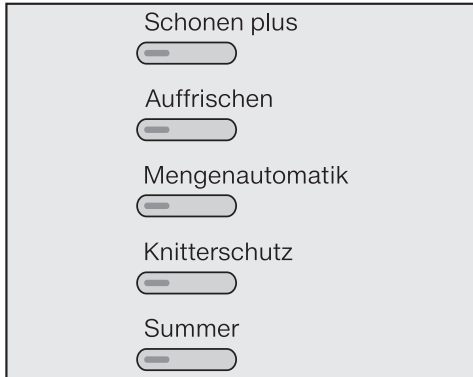 Schonen plus
Auffrischen
Mengenautomatik
Knitterschutz
Summer